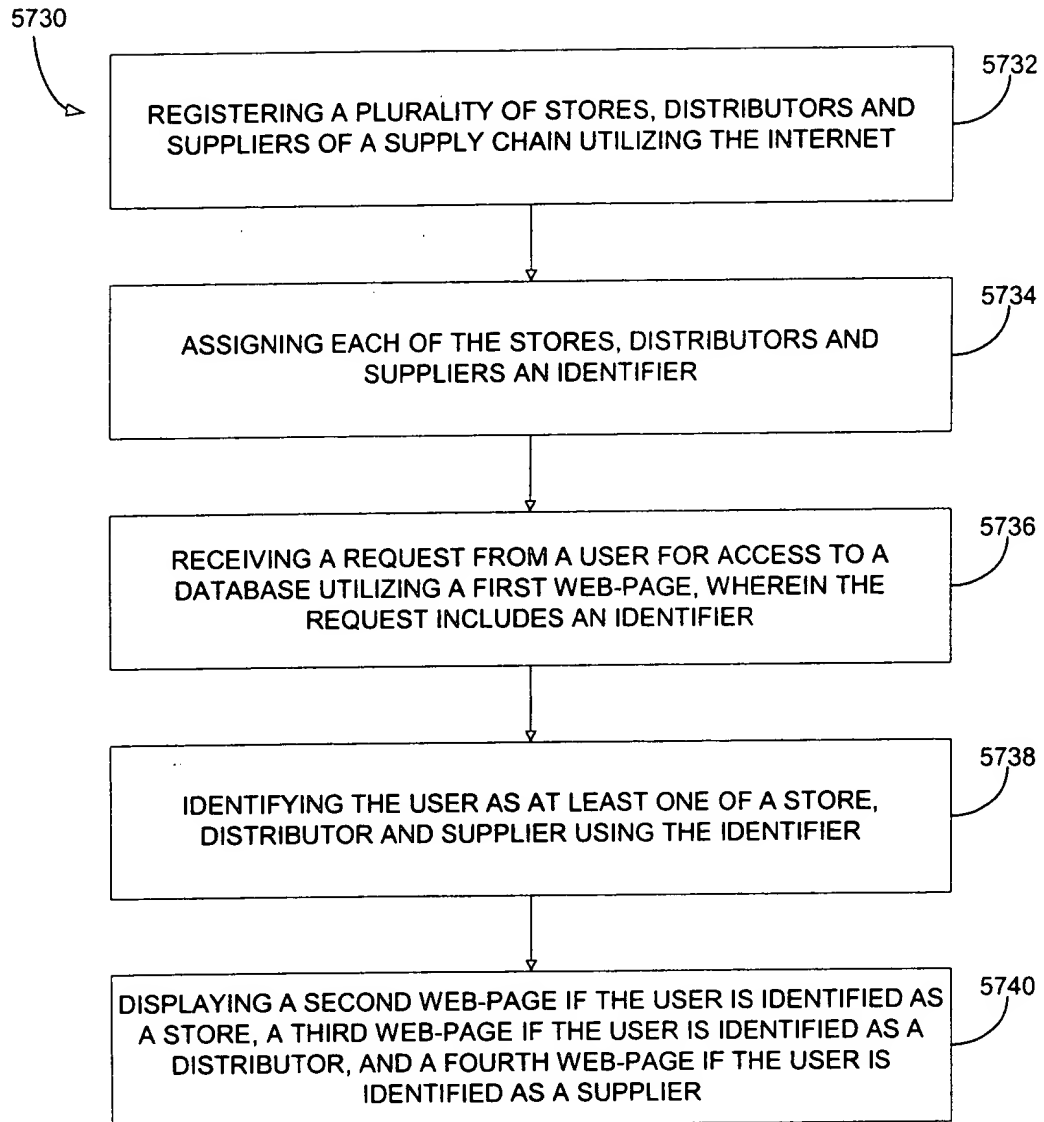 5730
5732
REGISTERING A PLURALITY OF STORES, DISTRIBUTORS AND
SUPPLIERS OF A SUPPLY CHAIN UTILIZING THE INTERNET
5734
ASSIGNING EACH OF THE STORES, DISTRIBUTORS AND
SUPPLIERS AN IDENTIFIER
5736
RECEIVING A REQUEST FROM A USER FOR ACCESS TO A
DATABASE UTILIZING A FIRST WEB-PAGE, WHEREIN THE
REQUEST INCLUDES AN IDENTIFIER
5738
IDENTIFYING THE USER AS AT LEAST ONE OF A STORE,
DISTRIBUTOR AND SUPPLIER USING THE IDENTIFIER
5740
DISPLAYING A SECOND WEB-PAGE IF THE USER IS IDENTIFIED AS
A STORE, A THIRD WEB-PAGE IF THE USER IS IDENTIFIED AS A
DISTRIBUTOR, AND A FOURTH WEB-PAGE IF THE USER IS
IDENTIFIED AS A SUPPLIER